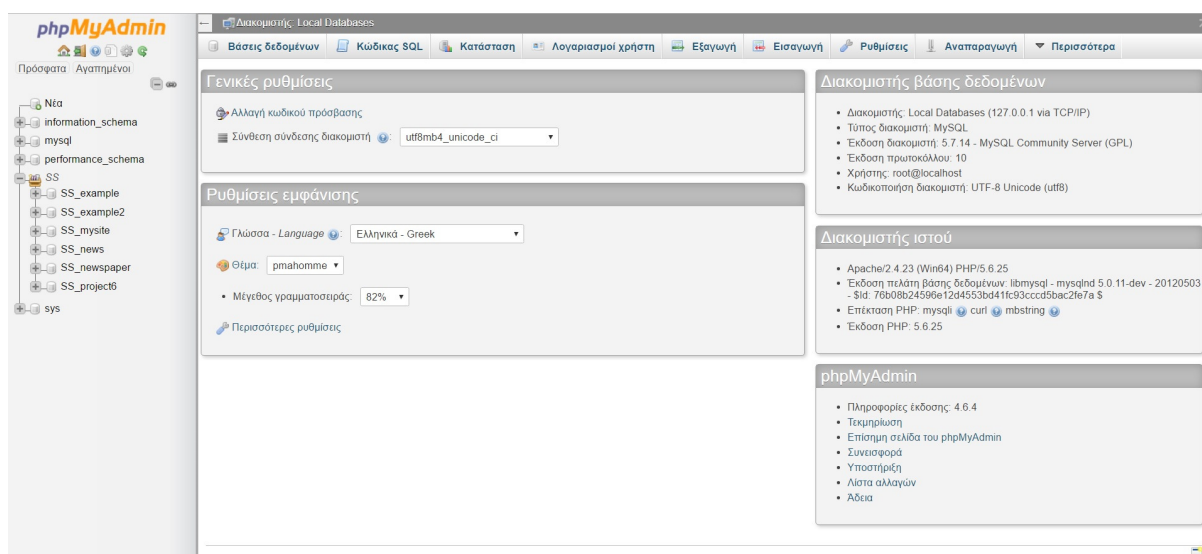 phpMyAdmin
Πρόσφατα Αγαπημένοι
Νέα
information_schema
mysql
performance_schema
SS
SS_example
SS_example2
SS_mysite
SS_news
SS_newspaper
SS_project6
sys
Διακομιστής: Local Databases
Βάσεις δεδομένων Κώδικας SQL Κατάσταση Λογαριασμοί χρήστη Εξαγωγή Εισαγωγή Ρυθμίσεις Αναπαραγωγή Περισσότερα
Γενικές ρυθμίσεις
Αλλαγή κωδικού πρόσβασης
Σύνθεση σύνδεσης διακομιστή : utf8mb4_unicode_ci
Ρυθμίσεις εμφάνισης
Γλώσσα - Language : Ελληνικά - Greek
Θέμα: pmahomme
• Μέγεθος γραμματοσειράς: 82%
Περισσότερες ρυθμίσεις
Διακομιστής βάσης δεδομένων
• Διακομιστής: Local Databases (127.0.0.1 via TCP/IP)
• Τύπος διακομιστή: MySQL
• Έκδοση διακομιστή: 5.7.14 - MySQL Community Server (GPL)
• Έκδοση πρωτοκόλλου: 10
• Χρήστης: root@localhost
• Κωδικοποίηση διακομιστή: UTF-8 Unicode (utf8)
Διακομιστής ιστού
• Apache/2.4.23 (Win64) PHP/5.6.25
• Έκδοση πελάτη βάσης δεδομένων: libmysql - mysqlnd 5.0.11-dev - 20120503
- $Id: 76b08b24596e12d4553bd41fc93cccd5bac2fe7a $
• Επέκταση PHP: mysqli curl mbstring
• Έκδοση PHP: 5.6.25
phpMyAdmin
• Πληροφορίες έκδοσης: 4.6.4
• Τεκμηρίωση
• Επίσημη σελίδα του phpMyAdmin
• Συνεισφορά
• Υποστήριξη
• Λίστα αλλαγών
• Άδεια